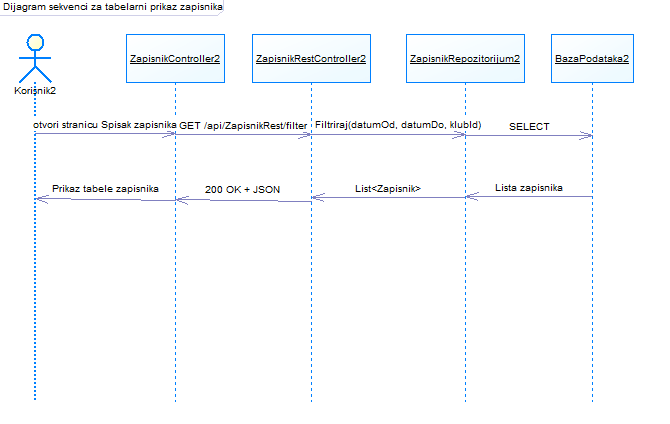 Dijagram sekvenci za tabelarni prikaz zapisnika
Korisnik2
ZapisnikController2
ZapisnikRestController2
ZapisnikRepozitorijum2
BazaPodataka2
otvori stranicu Spisak zapisnika
GET /api/ZapisnikRest/filter
Filtriraj(datumOd, datumDo, klubId)
SELECT
Prikaz tabele zapisnika
200 OK + JSON
List<Zapisnik>
Lista zapisnika